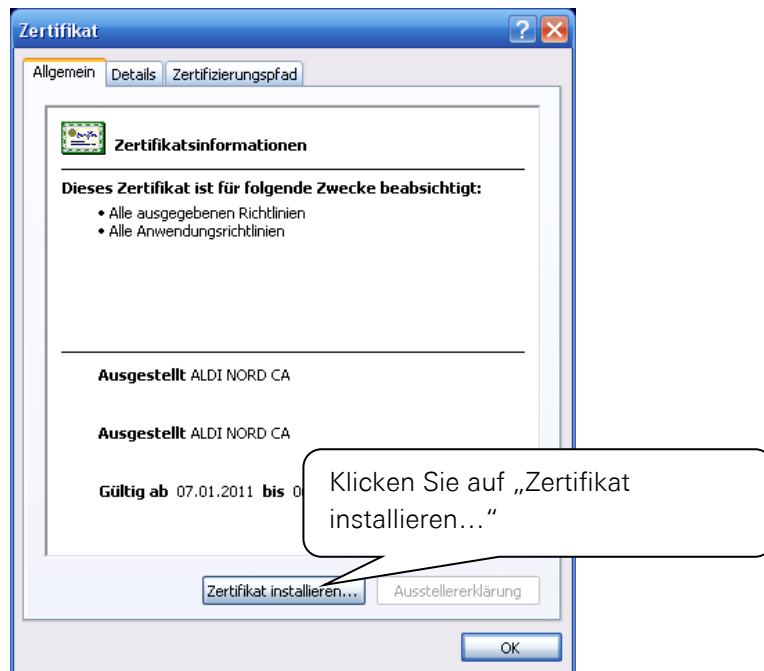 Zertifikat
Allgemein Details Zertifizierungspfad
Zertifikatsinformationen
Dieses Zertifikat ist für folgende Zwecke beabsichtigt:
• Alle ausgegebenen Richtlinien
• Alle Anwendungsrichtlinien
Ausgestellt ALDI NORD CA
Ausgestellt ALDI NORD CA
Gültig ab 07.01.2011 bis
Klicken Sie auf „Zertifikat
installieren…“
Zertifikat installieren... Ausstellererklärung
OK